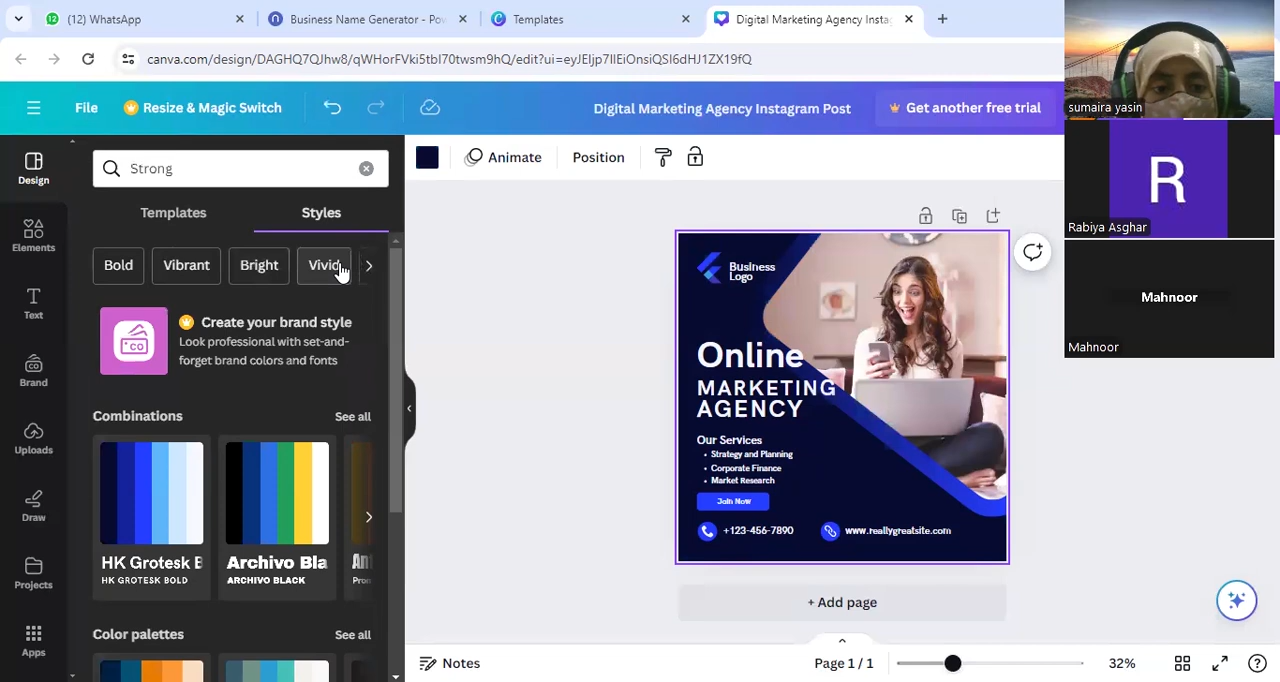 (12) WhatsApp
Business Name Generator - Pow
Templates
Digital Marketing Agency Insta
canva.com/design/DAGHQ7QJhw8/qWHorFVki5tbI70twsm9hQ/edit?ui=eyJEIjp7IlEiOnsiQSI6dHJ1ZX19fQ
File
Resize & Magic Switch
Digital Marketing Agency Instagram Post
Get another free trial
sumaira yasin
R
Rabiya Asghar
Mahnoor
Mahnoor
Design
Elements
Text
Brand
Uploads
Draw
Projects
Apps
Strong
Templates
Styles
Bold
Vibrant
Bright
Vivid
CO
Create your brand style
Look professional with set-and-
forget brand colors and fonts
Combinations
See all
HK Grotesk B
HK GROTESK BOLD
Archivo Bla
ARCHIVO BLACK
Ant
Pron
Color palettes
See all
Animate
Position
Business
Logo
Online
MARKETING
AGENCY
Our Services
• Strategy and Planning
• Corporate Finance
• Market Research
Join Now
+123-456-7890
www.reallygreatsite.com
+ Add page
Notes
Page 1 / 1
32%